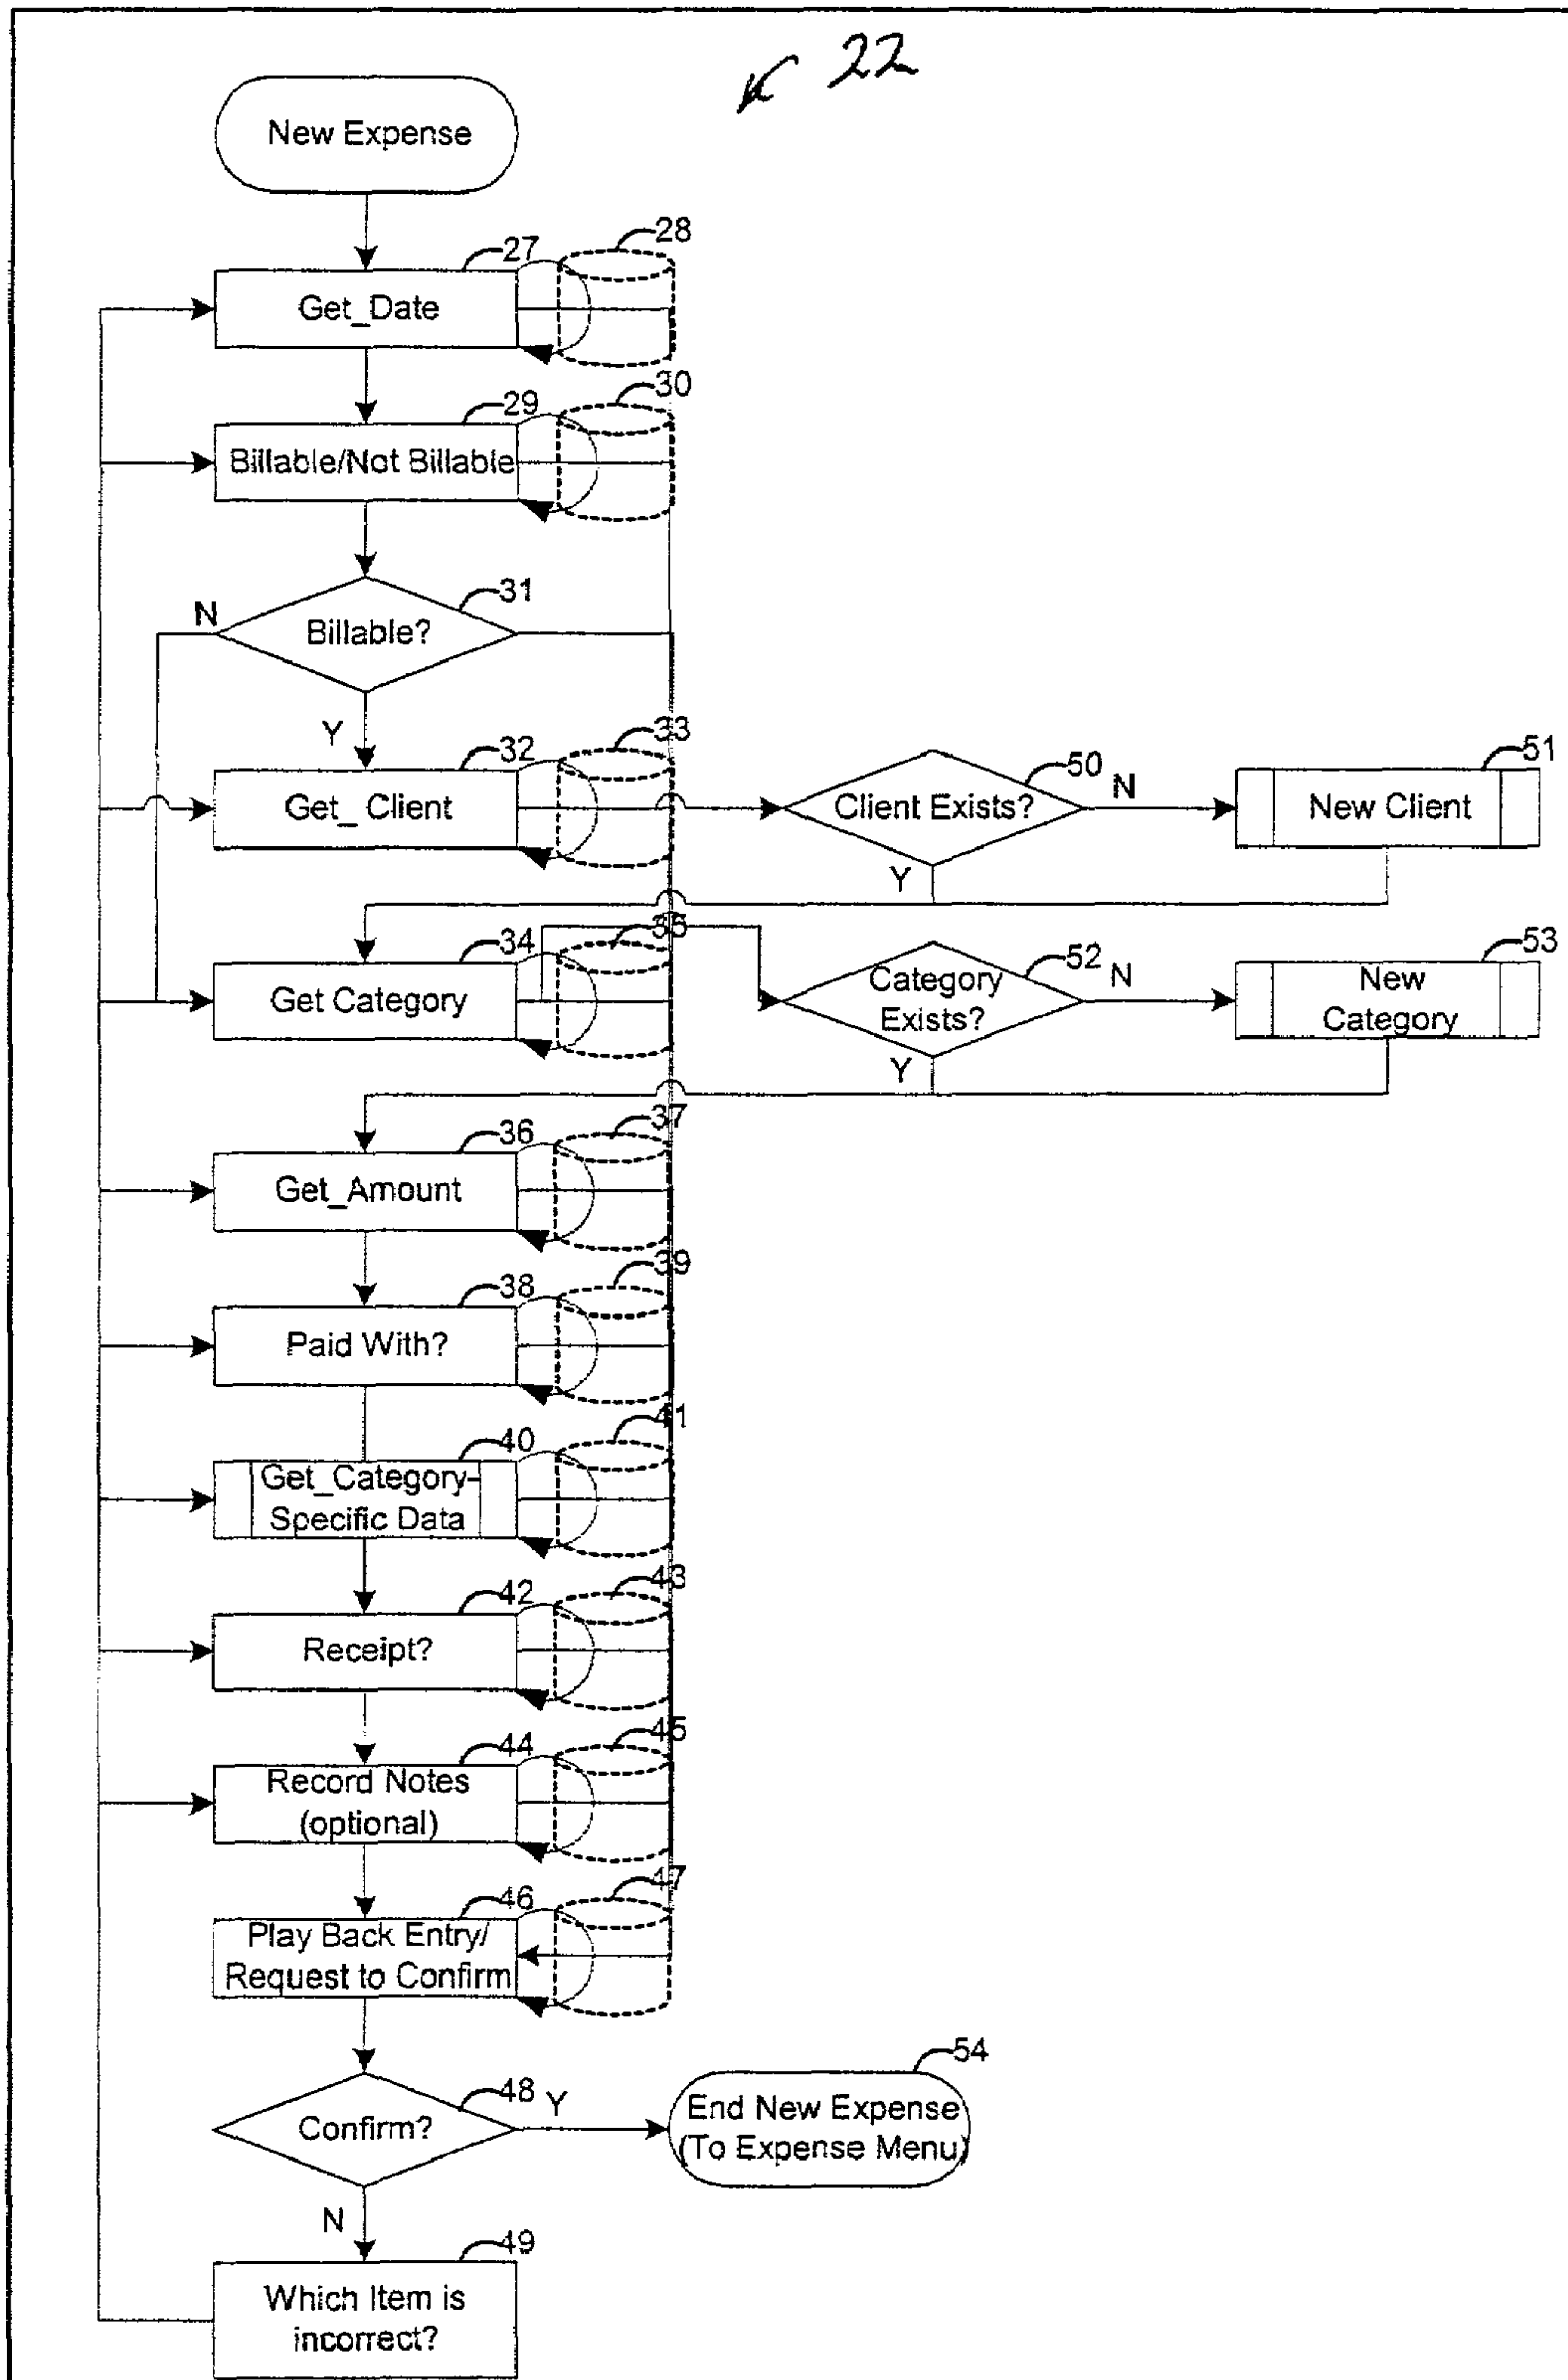 22
New Expense
27
28
Get_Date
29
30
Billable/Not Billable
31
N
Billable?
Y
32
33
Get_ Client
50
Client Exists?
N
51
New Client
Y
34
35
Get Category
52
Category
Exists?
N
53
New
Category
Y
36
37
Get_Amount
38
39
Paid With?
40
41
Get_Category-
Specific Data
42
43
Receipt?
44
45
Record Notes
(optional)
46
47
Play Back Entry/
Request to Confirm
48
Confirm?
Y
54
End New Expense
(To Expense Menu)
N
49
Which Item is
incorrect?